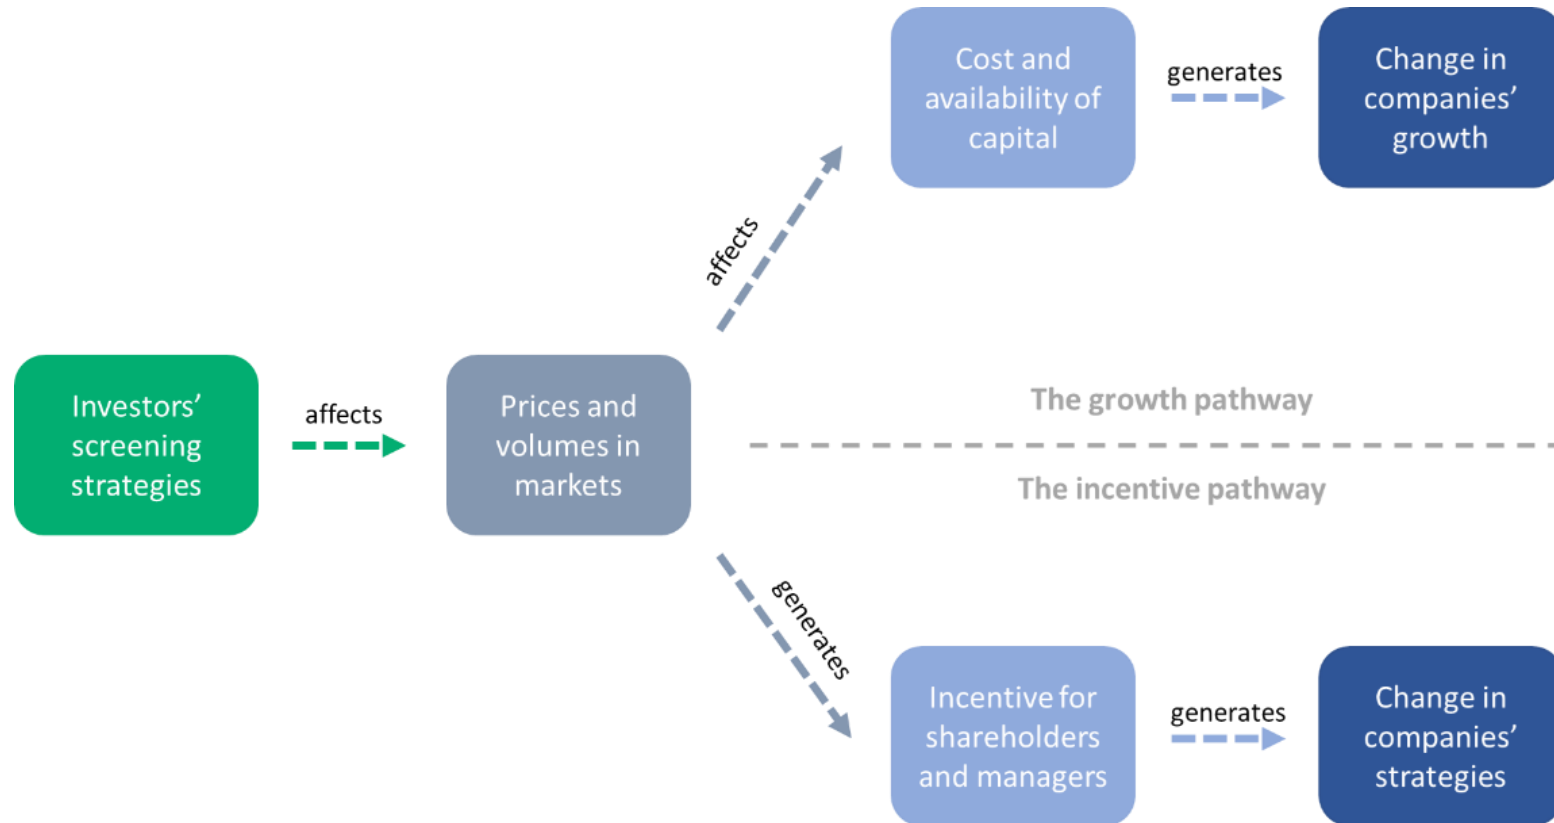 Investors’
screening
strategies
affects
Prices and
volumes in
markets
affects
Cost and
availability of
capital
generates
Change in
companies’
growth
The growth pathway
The incentive pathway
generates
Incentive for
shareholders
and managers
generates
Change in
companies’
strategies